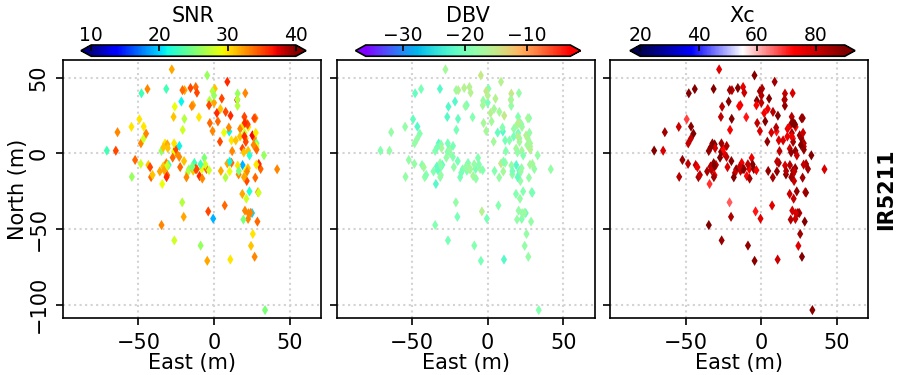 SNR DBV Xc
10 20 30 40 −30 −20 −10 20 40 60 80
50
0
−50
−100
North (m)
IR5211
−50 0 50 −50 0 50 −50 0 50
East (m) East (m) East (m)